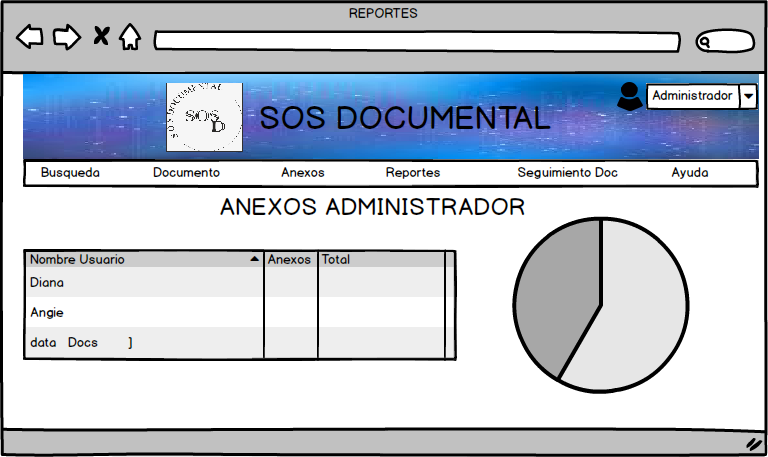 REPORTES
Administrador
SOS DOCUMENTAL
SOS
D
SOS DOCUMENTAL
Busqueda Documento Anexos Reportes Seguimiento Doc Ayuda
ANEXOS ADMINISTRADOR
Nombre Usuario Anexos Total
Diana
Angie
data Docs ]